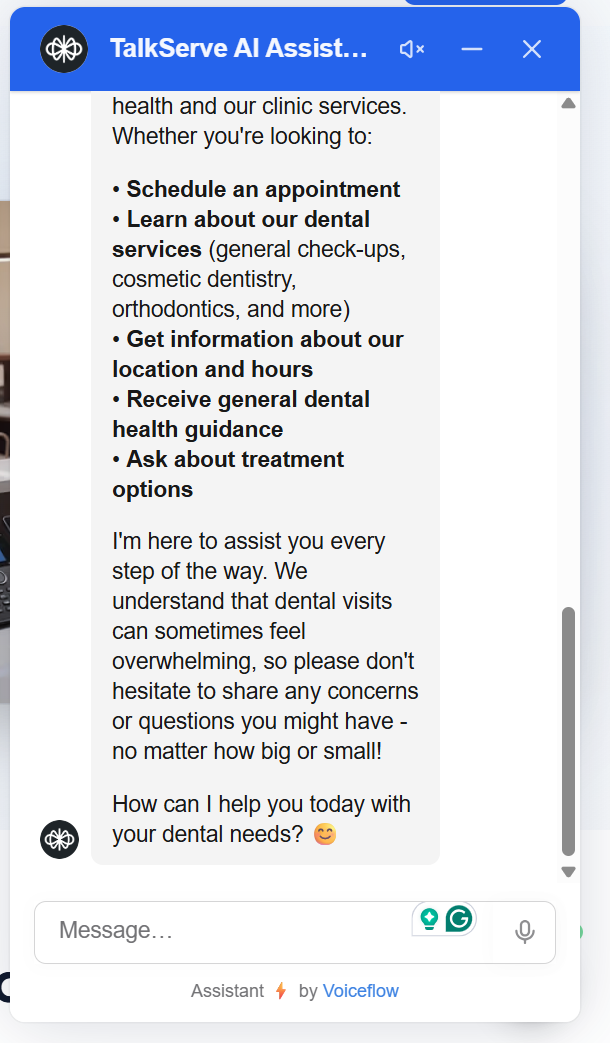 TalkServe AI Assist...
health and our clinic services.
Whether you're looking to:
• Schedule an appointment
• Learn about our dental
services (general check-ups,
cosmetic dentistry,
orthodontics, and more)
• Get information about our
location and hours
• Receive general dental
health guidance
• Ask about treatment
options
I'm here to assist you every
step of the way. We
understand that dental visits
can sometimes feel
overwhelming, so please don't
hesitate to share any concerns
or questions you might have -
no matter how big or small!
How can I help you today with
your dental needs? 😊
Message...
Assistant ⚡ by Voiceflow